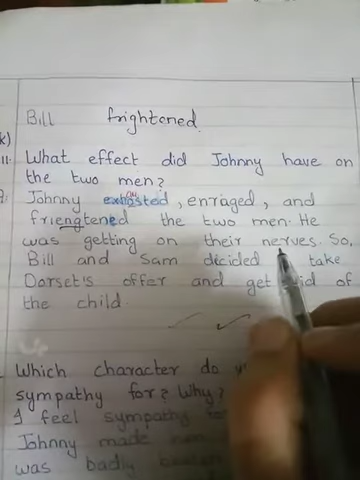 Bill frightened.
k)
11. What effect did Johnny have on
the two men?
Johnny exhausted, enraged, and
friengtened the two men. He
was getting on their nerves. So,
Bill and Sam decided take
Dorset's offer and get rid of
the child.
Which character do
sympathy for? Why?
I feel sympathy for
Johnny made
was badly